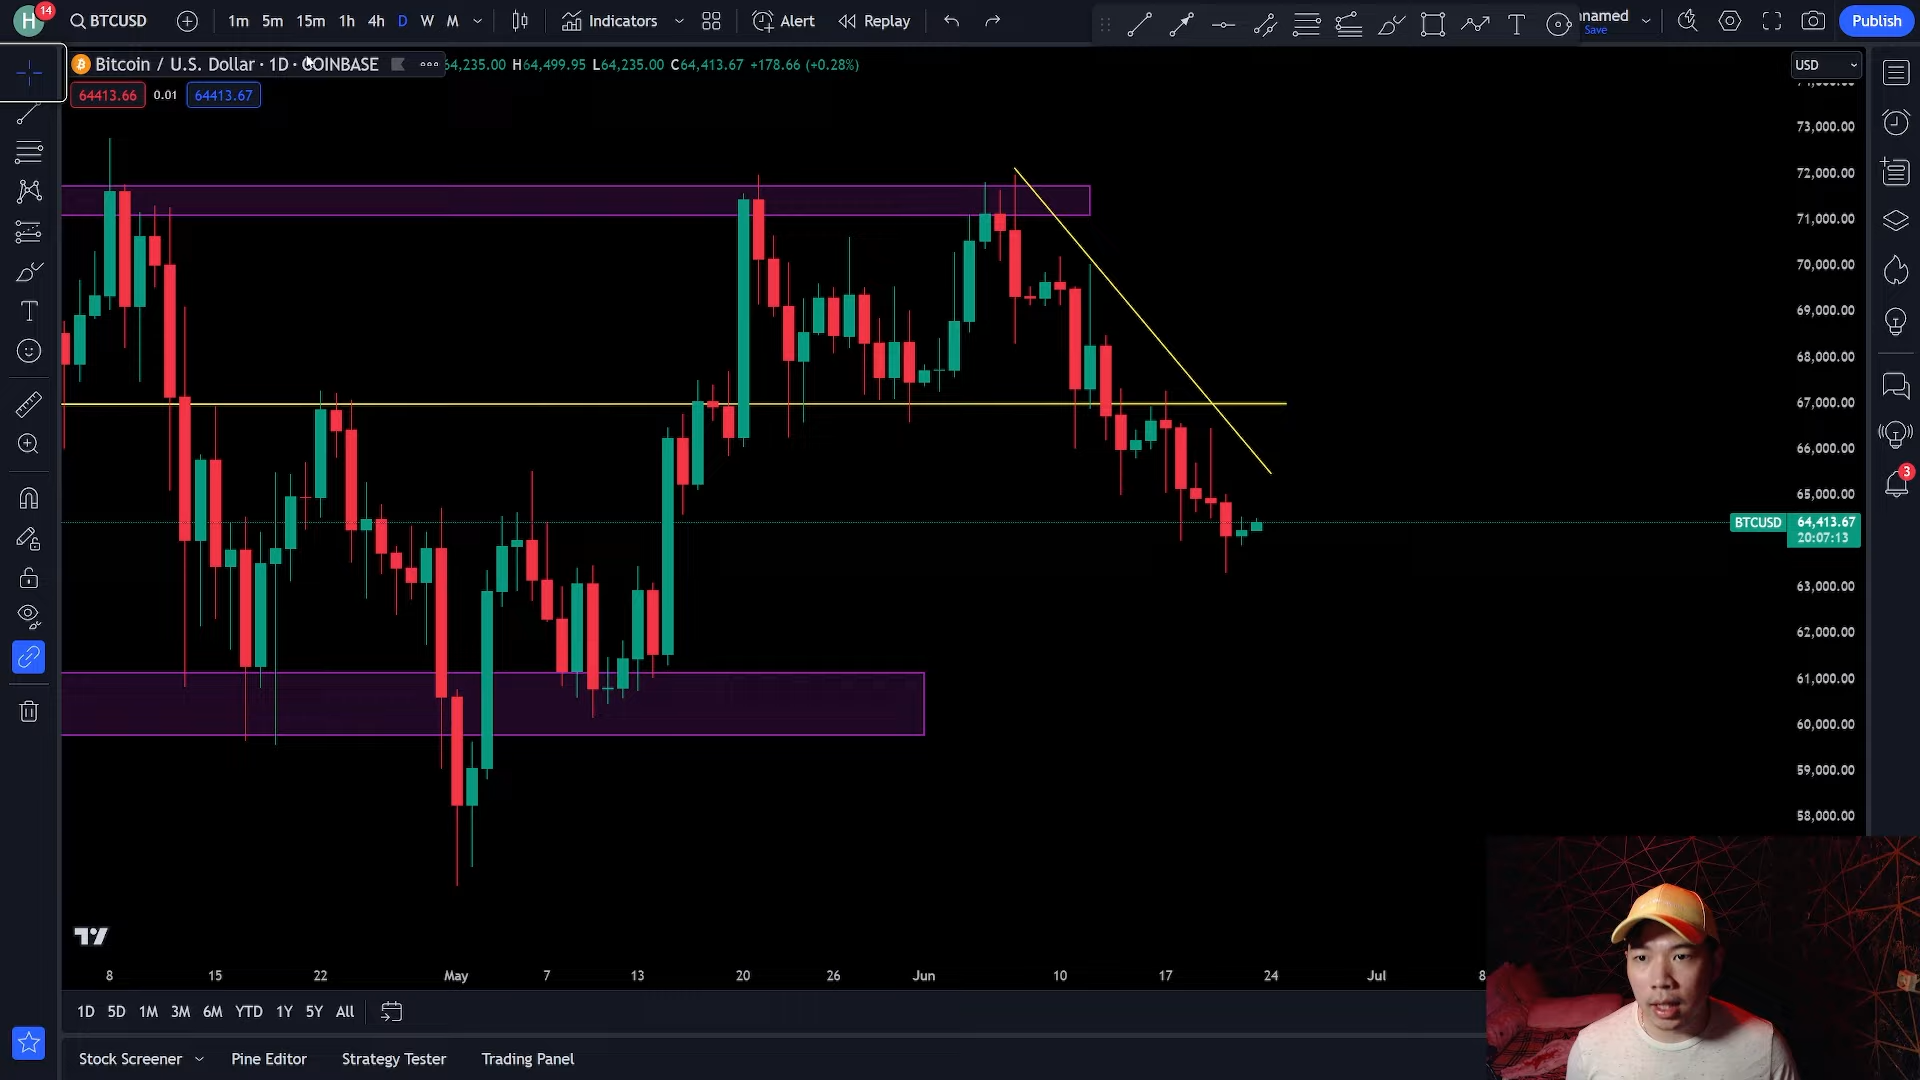 H
14
BTCUSD
1m 5m 15m 1h 4h D W M
Indicators
Alert
Replay
Save
Publish
Bitcoin / U.S. Dollar · 1D · COINBASE
64,235.00 H64,499.95 L64,235.00 C64,413.67 +178.66 (+0.28%)
USD
64413.66 0.01 64413.67
73,000.00
72,000.00
71,000.00
70,000.00
69,000.00
68,000.00
67,000.00
66,000.00
65,000.00
3
BTCUSD 64,413.67
20:07:13
63,000.00
62,000.00
61,000.00
60,000.00
59,000.00
58,000.00
8 15 22 May 7 13 20 26 Jun 10 17 24 Jul 8
1D 5D 1M 3M 6M YTD 1Y 5Y All
Stock Screener Pine Editor Strategy Tester Trading Panel